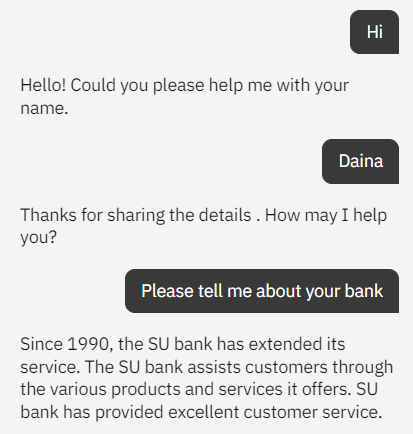 Hi
Hello! Could you please help me with your
name.
Daina
Thanks for sharing the details . How may I help
you?
Please tell me about your bank
Since 1990, the SU bank has extended its
service. The SU bank assists customers through
the various products and services it offers. SU
bank has provided excellent customer service.